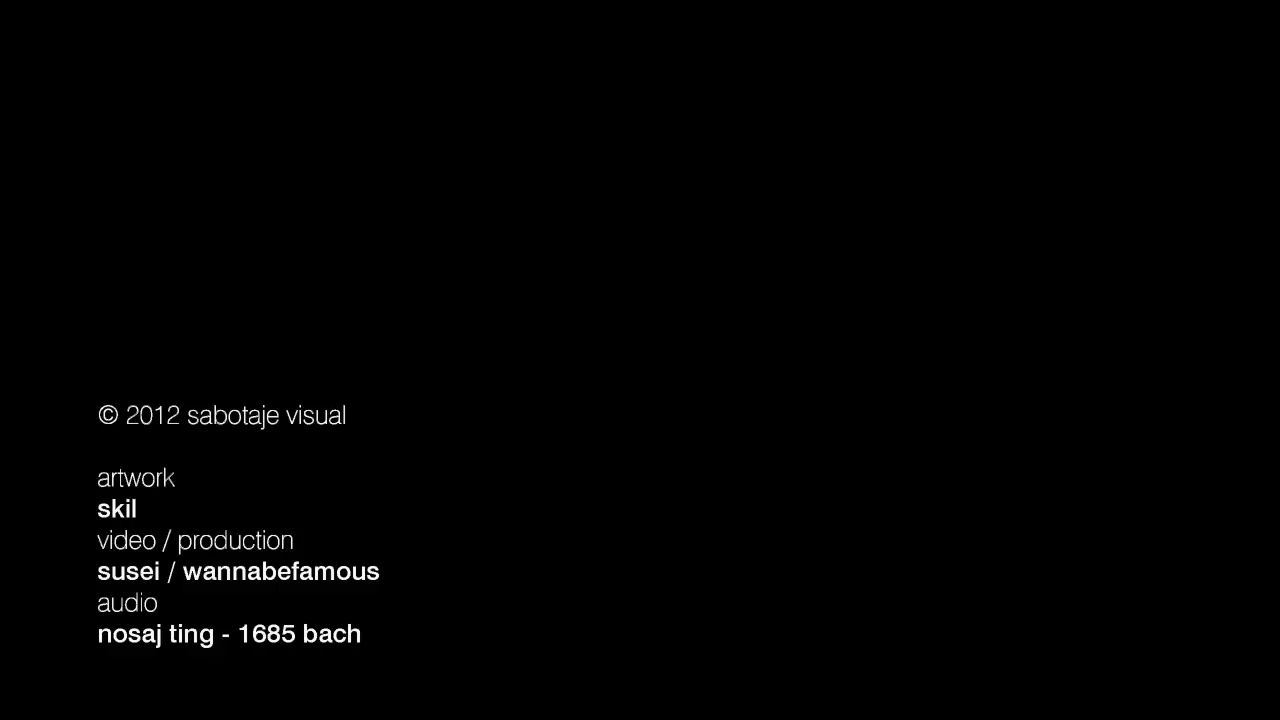 © 2012 sabotaje visual
artwork
skil
video / production
susei / wannabefamous
audio
nosaj ting - 1685 bach